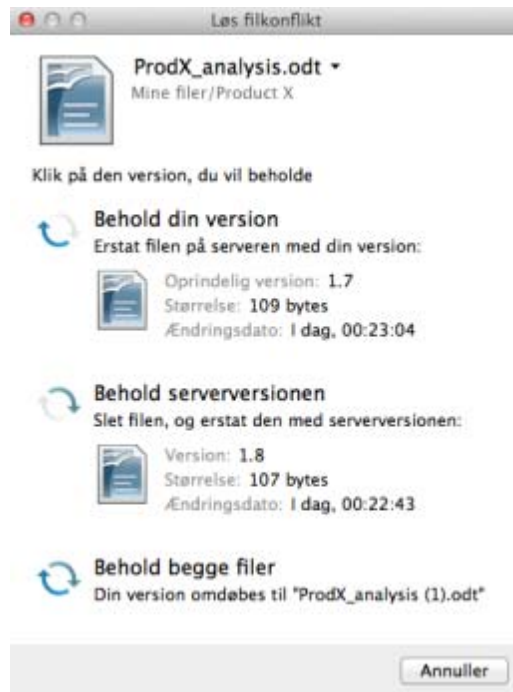 Løs filkonflikt
ProdX_analysis.odt
Mine filer/Product X
Klik på den version, du vil beholde
Behold din version
Erstat filen på serveren med din version:
Oprindelig version: 1.7
Størrelse: 109 bytes
Ændringsdato: I dag, 00:23:04
Behold serverversionen
Slet filen, og erstat den med serverversionen:
Version: 1.8
Størrelse: 107 bytes
Ændringsdato: I dag, 00:22:43
Behold begge filer
Din version omdøbes til "ProdX_analysis (1).odt"
Annuller